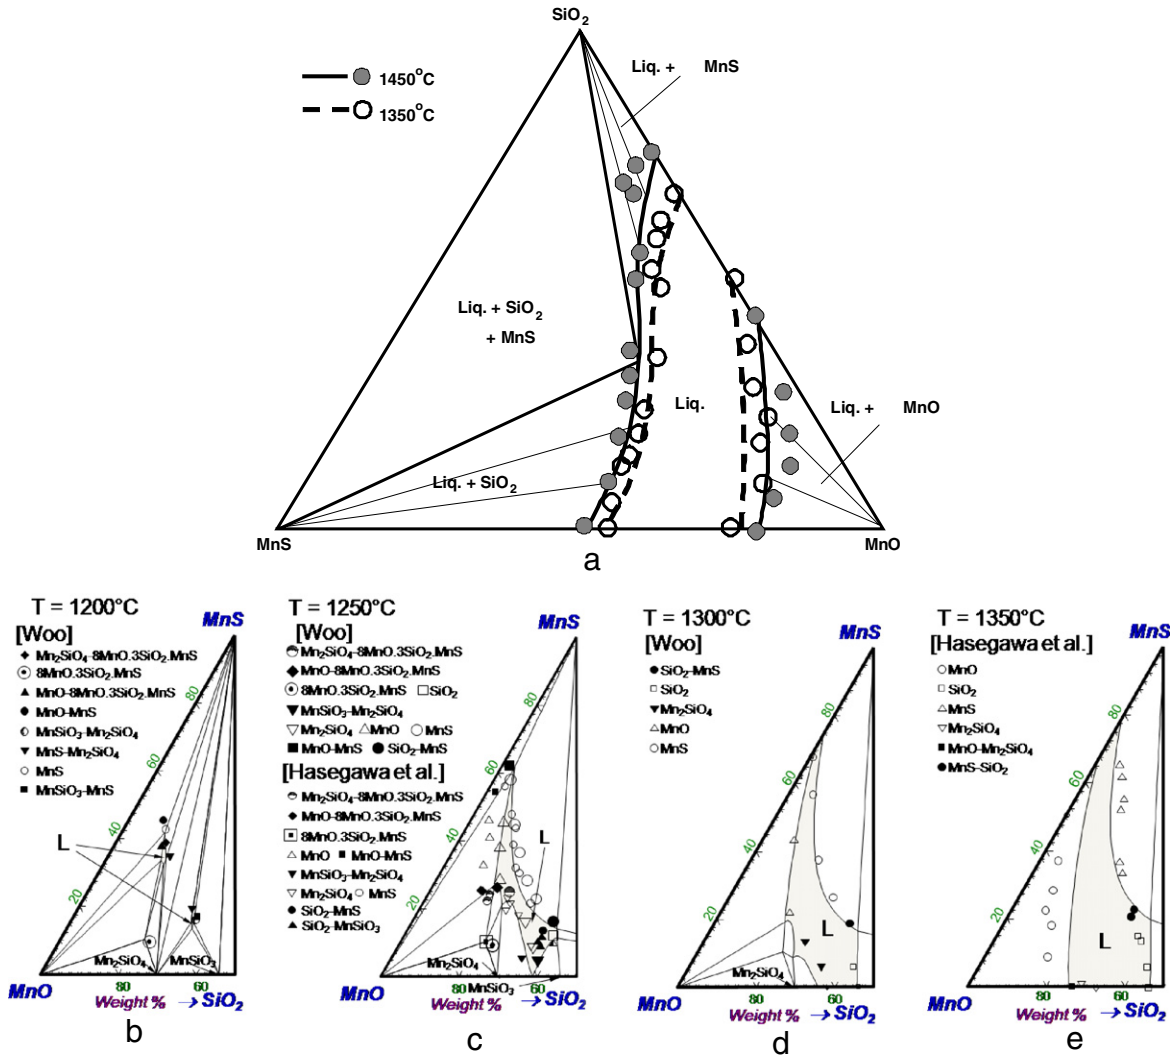 SiO2
Liq. + MnS
1450°C
1350°C
Liq. + SiO2
+ MnS
Liq.
Liq. + MnO
Liq. + SiO2
MnS
MnO
a
T = 1200°C
[Woo]
MnS
Mn2SiO4-8MnO.3SiO2.MnS
8MnO.3SiO2.MnS
MnO-8MnO.3SiO2.MnS
MnO-MnS
MnSiO3-Mn2SiO4
MnS-Mn2SiO4
MnS
MnSiO3-MnS
80
60
40
20
L
Mn2SiO4
MnSiO3
MnO
80
60
Weight %
→ SiO2
b
T = 1250°C
[Woo]
MnS
Mn2SiO4-8MnO.3SiO2.MnS
MnO-8MnO.3SiO2.MnS
8MnO.3SiO2.MnS SiO2
MnSiO3-Mn2SiO4
Mn2SiO4 MnO MnS
MnO-MnS SiO2-MnS
[Hasegawa et al.]
Mn2SiO4-8MnO.3SiO2.MnS
MnO-8MnO.3SiO2.MnS
8MnO.3SiO2.MnS
MnO MnO-MnS
MnSiO3-Mn2SiO4
Mn2SiO4 MnS
SiO2-MnS
SiO2-MnSiO3
80
60
40
20
L
Mn2SiO4
MnSiO3
MnO
80
60
Weight %
→ SiO2
c
T = 1300°C
[Woo]
MnS
SiO2-MnS
SiO2
Mn2SiO4
MnO
MnS
80
60
40
20
L
Mn2SiO4
MnO
80
60
Weight %
→ SiO2
d
T = 1350°C
[Hasegawa et al.]
MnS
MnO
SiO2
MnS
Mn2SiO4
MnO-Mn2SiO4
MnS-SiO2
80
60
40
20
L
MnO
80
60
Weight %
→ SiO2
e